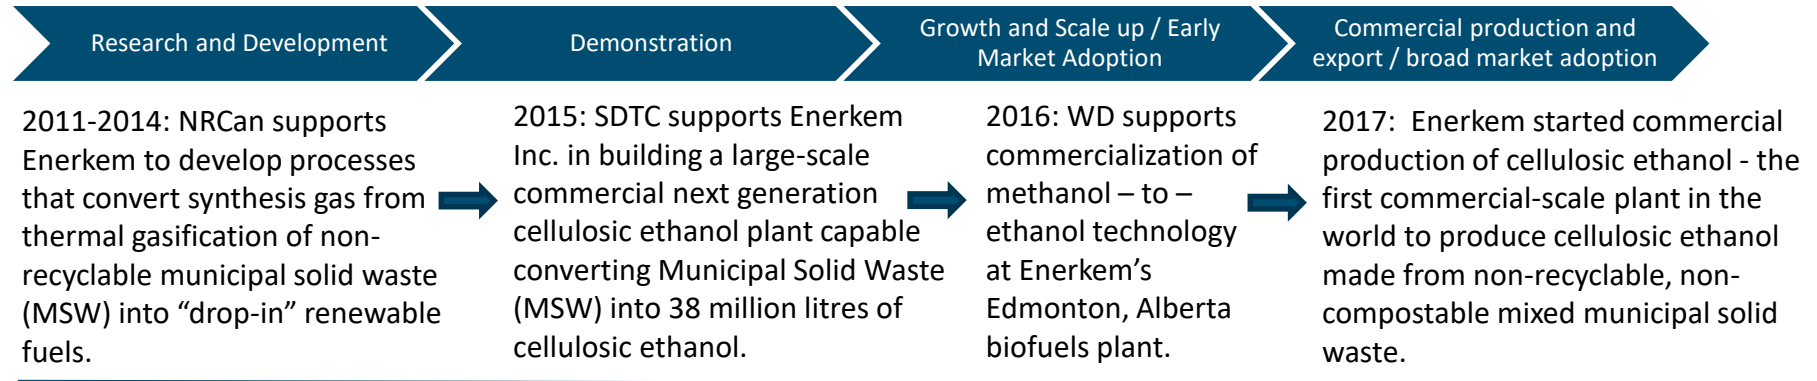 Research and Development
Demonstration
Growth and Scale up / Early
Market Adoption
Commercial production and
export / broad market adoption
2011-2014: NRCan supports
Enerkem to develop processes
that convert synthesis gas from
thermal gasification of non-
recyclable municipal solid waste
(MSW) into “drop-in” renewable
fuels.
2015: SDTC supports Enerkem
Inc. in building a large-scale
commercial next generation
cellulosic ethanol plant capable
converting Municipal Solid Waste
(MSW) into 38 million litres of
cellulosic ethanol.
2016: WD supports
commercialization of
methanol – to –
ethanol technology
at Enerkem’s
Edmonton, Alberta
biofuels plant.
2017:  Enerkem started commercial
production of cellulosic ethanol - the
first commercial-scale plant in the
world to produce cellulosic ethanol
made from non-recyclable, non-
compostable mixed municipal solid
waste.